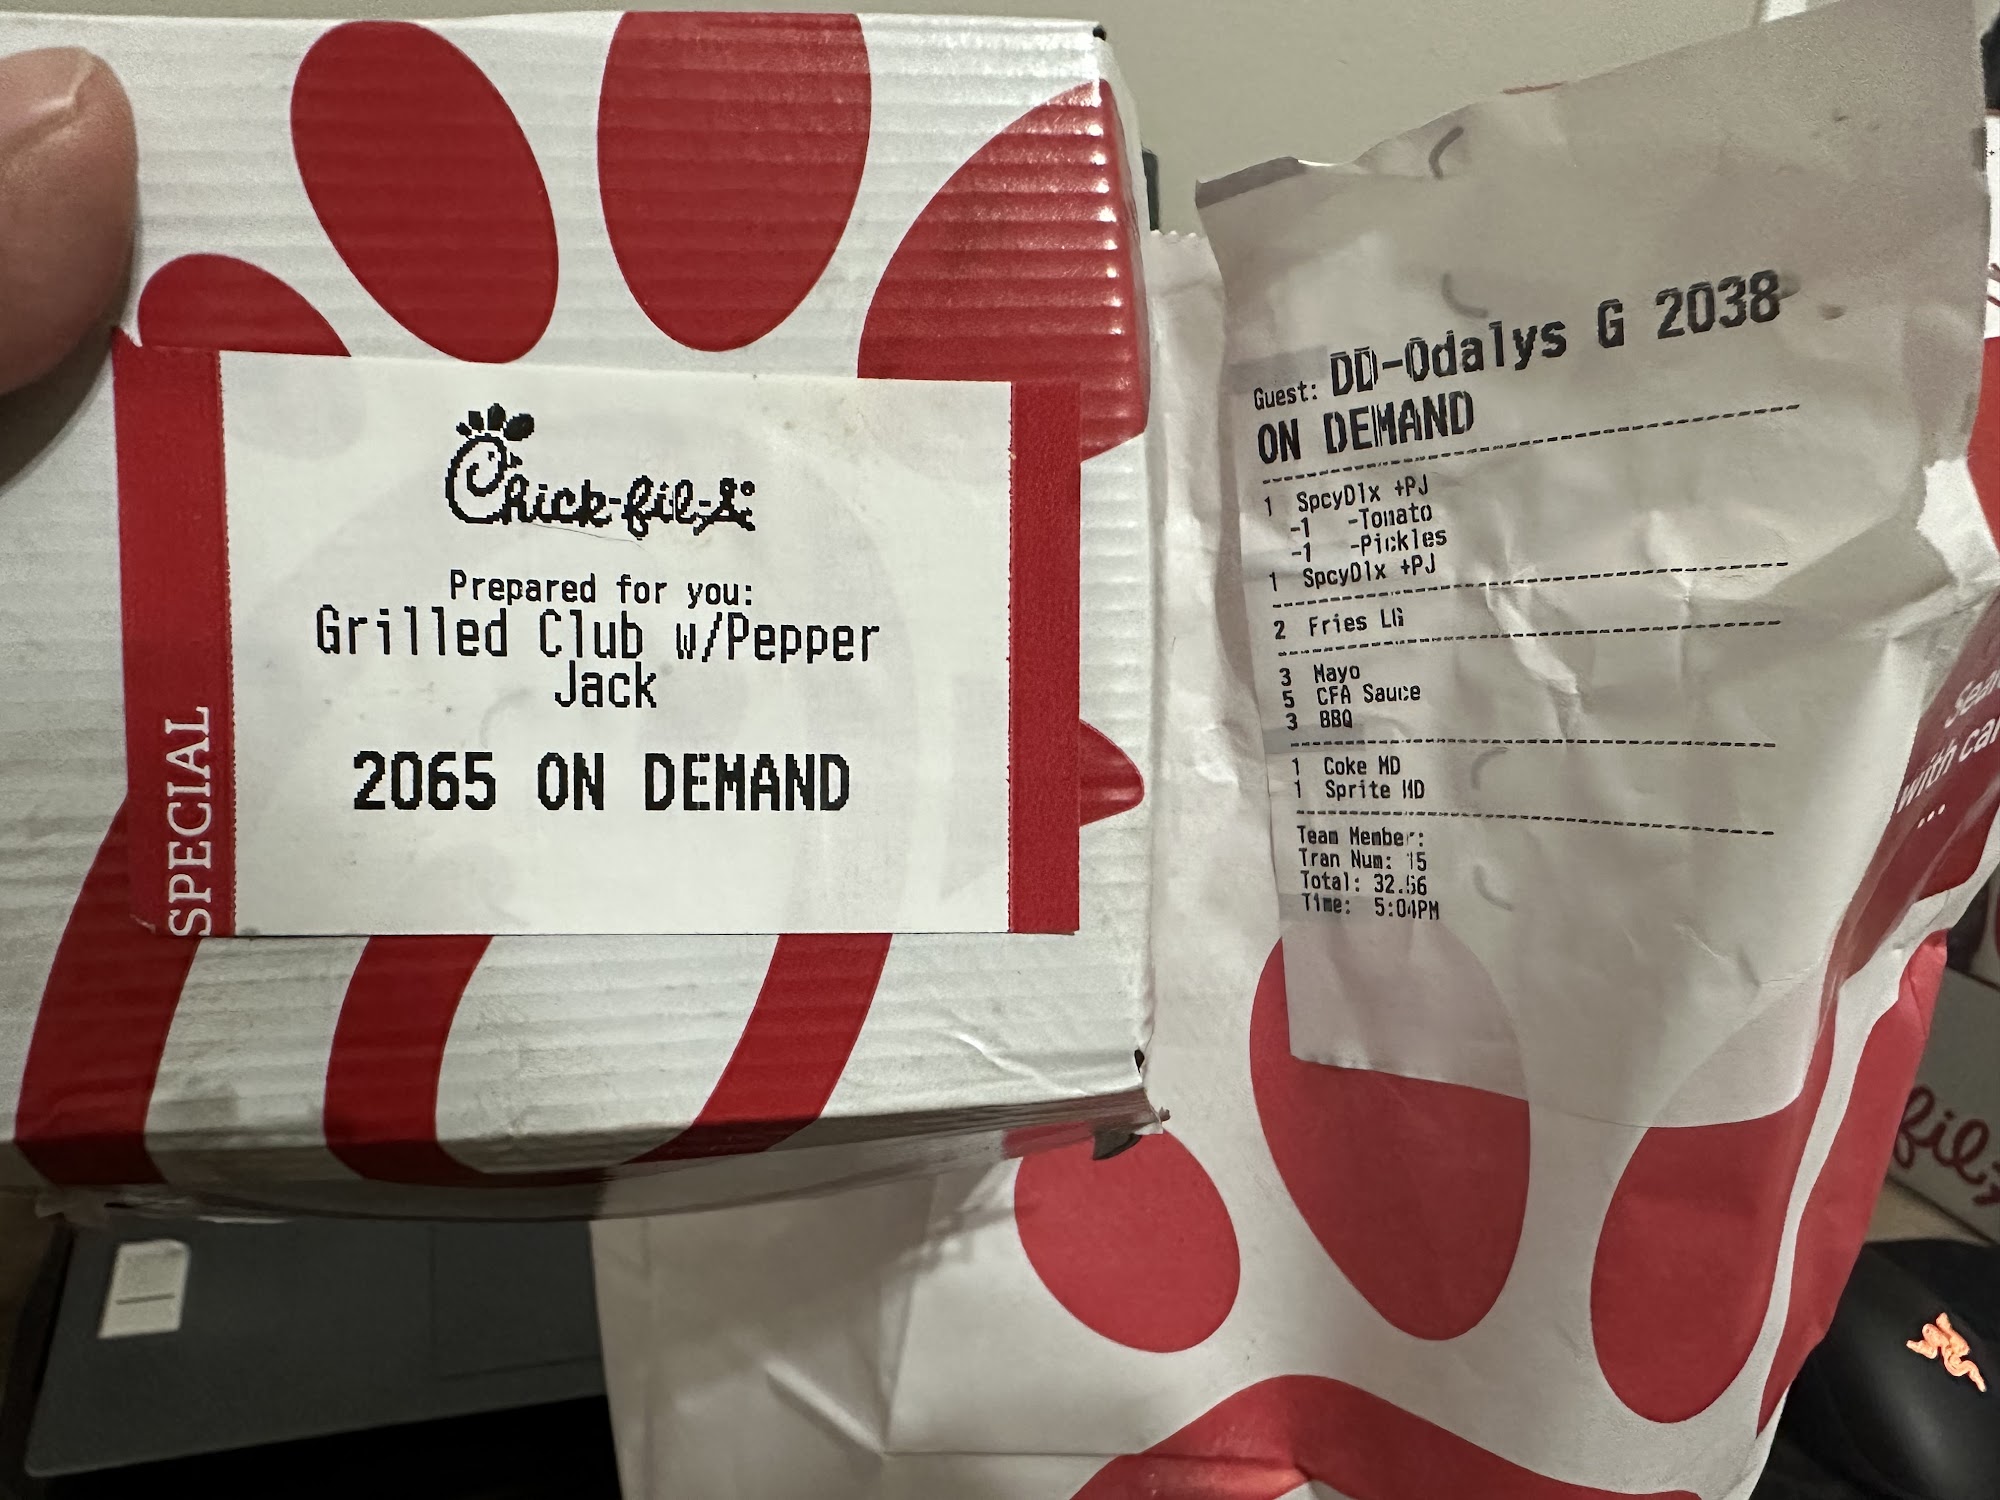 Chick-fil-A
Prepared for you:
Grilled Club w/Pepper
Jack
2065 ON DEMAND
SPECIAL
Guest: DD-Odalys G 2038
ON DEMAND
1 SpcyDlx +PJ
-1 -Tomato
-1 -Pickles
1 SpcyDlx +PJ
2 Fries LG
3 Mayo
5 CFA Sauce
3 BBQ
1 Coke MD
1 Sprite MD
Team Member:
Tran Num: 15
Total:
Time: 5:04PM
with
fil